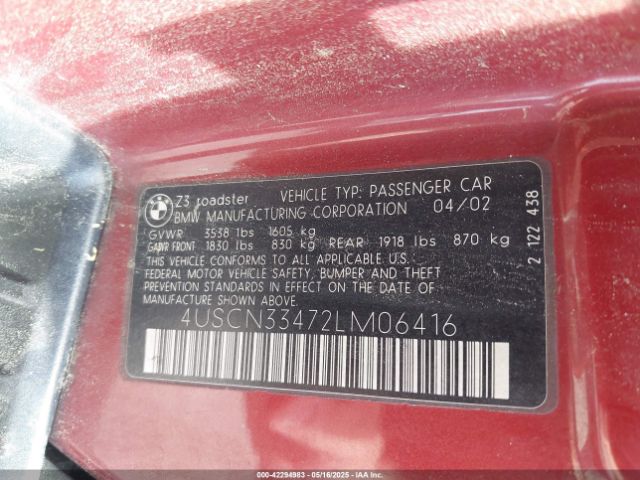 BMW
Z3 roadster VEHICLE TYP: PASSENGER CAR
BMW MANUFACTURING CORPORATION 04/02
GVWR 3538 lbs 1605 kg
GAWR FRONT 1830 lbs 830 kg REAR 1918 lbs 870 kg
THIS VEHICLE CONFORMS TO ALL APPLICABLE U.S.
FEDERAL MOTOR VEHICLE SAFETY, BUMPER AND THEFT
PREVENTION STANDARDS IN EFFECT ON THE DATE OF
MANUFACTURE SHOWN ABOVE.
4USCN33472LM06416
2 122 438
000-42294983 - 05/16/2025 - IAAI.COM